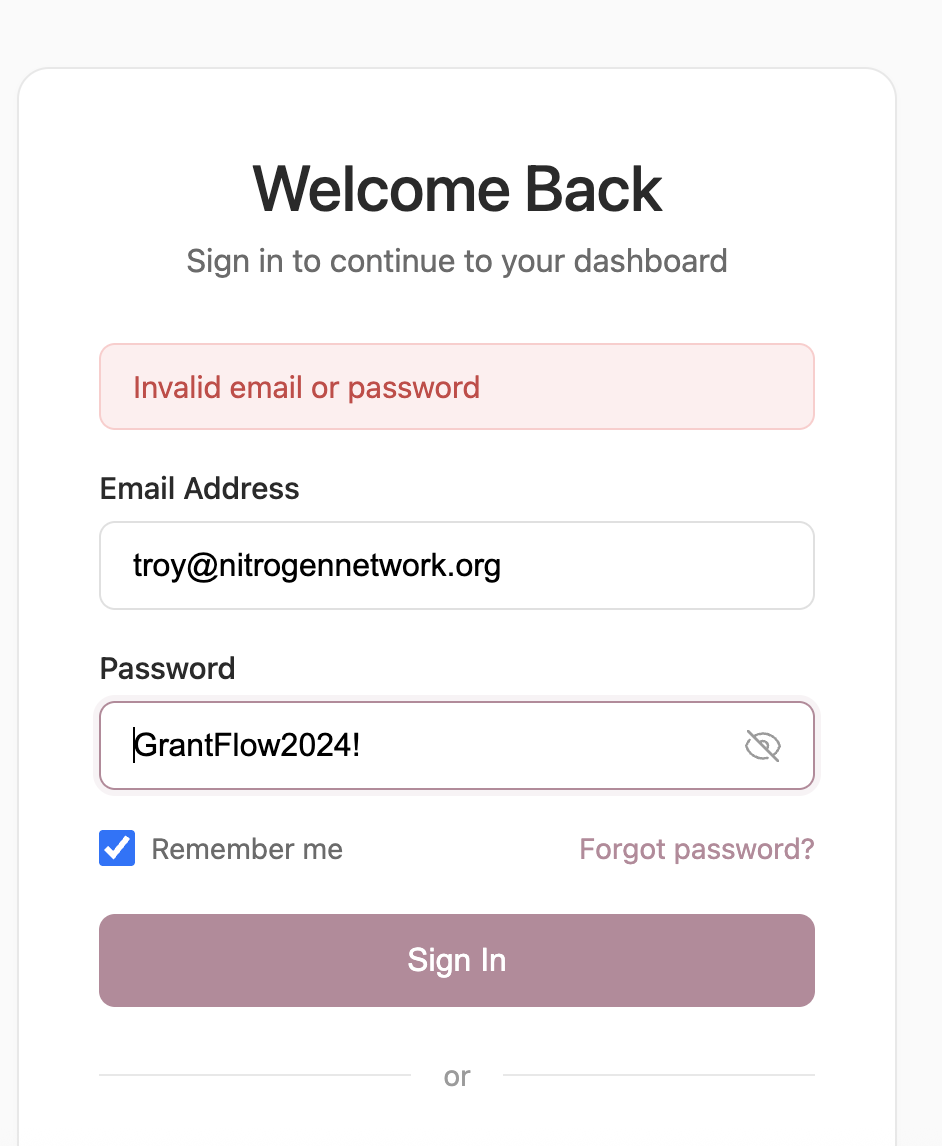 Welcome Back
Sign in to continue to your dashboard
Invalid email or password
Email Address
troy@nitrogennetwork.org
Password
GrantFlow2024!
Remember me
Forgot password?
Sign In
or